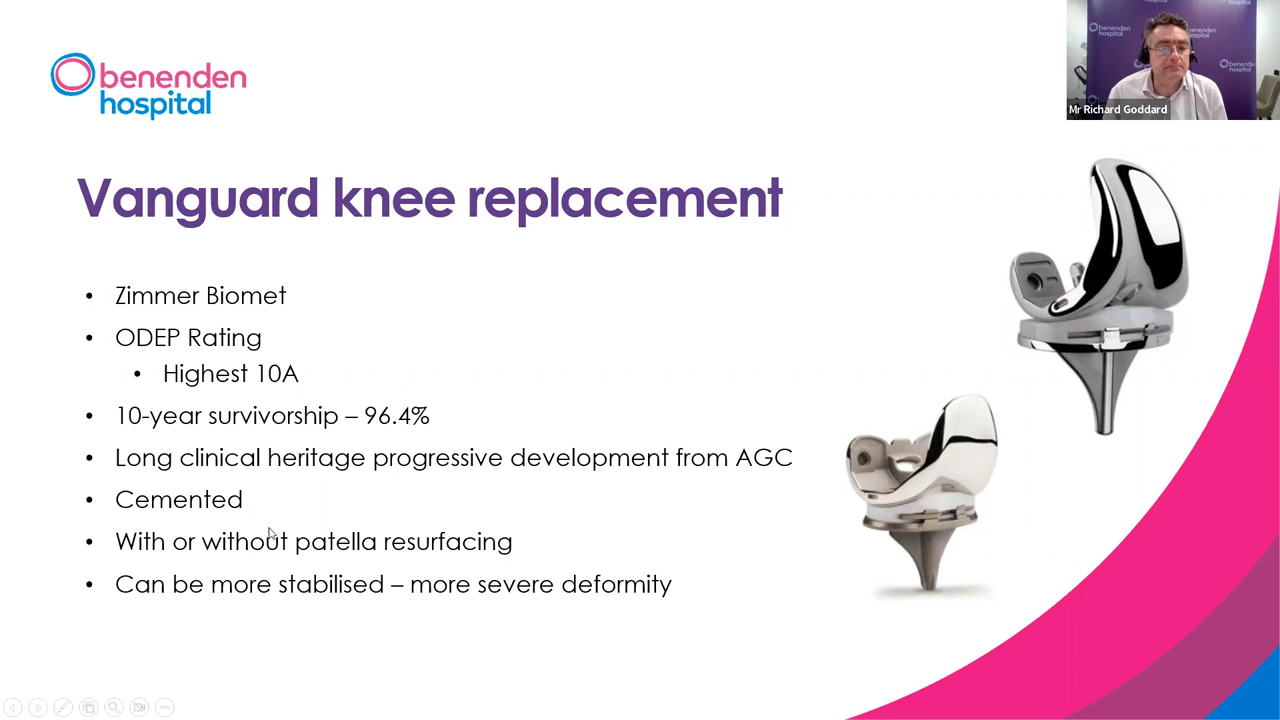 benenden
hospital
Mr Richard Goddard
benenden
hospital
Vanguard knee replacement
• Zimmer Biomet
• ODEP Rating
• Highest 10A
• 10-year survivorship – 96.4%
• Long clinical heritage progressive development from AGC
• Cemented
• With or without patella resurfacing
• Can be more stabilised – more severe deformity